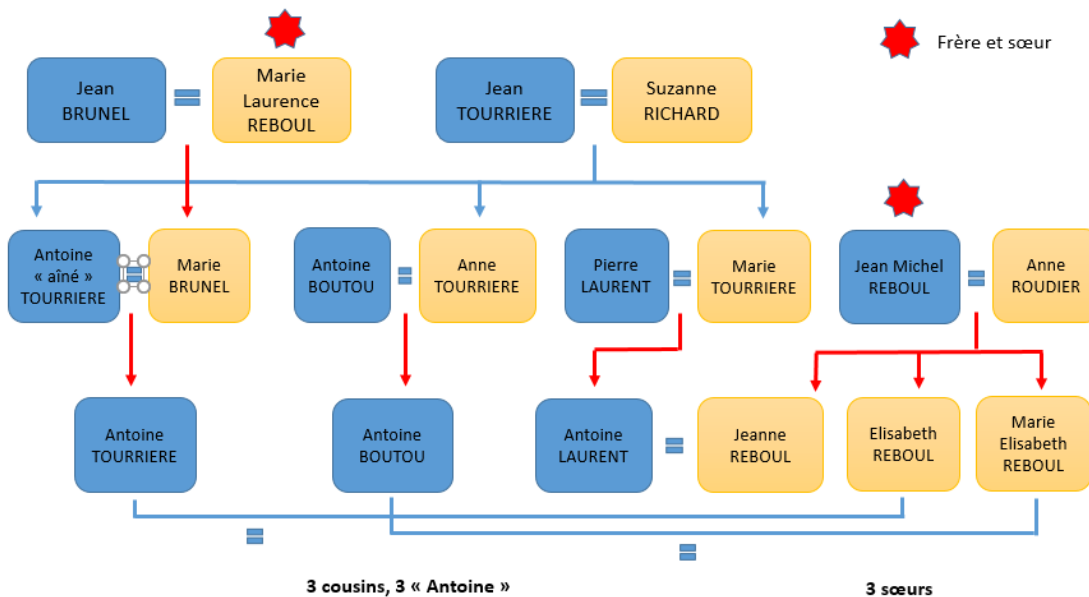 Frère et sœur
Jean
BRUNEL
Marie
Laurence
REBOUL
Jean
TOURRIERE
Suzanne
RICHARD
Antoine
« aîné »
TOURRIERE
Marie
BRUNEL
Antoine
BOUTOU
Anne
TOURRIERE
Pierre
LAURENT
Marie
TOURRIERE
Jean Michel
REBOUL
Anne
ROUDIER
Antoine
TOURRIERE
Antoine
BOUTOU
Antoine
LAURENT
Jeanne
REBOUL
Elisabeth
REBOUL
Marie
Elisabeth
REBOUL
3 cousins, 3 « Antoine »
3 sœurs